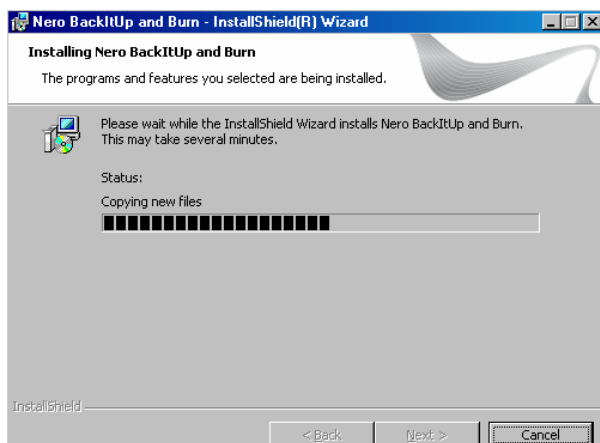 Nero BackItUp and Burn - InstallShield(R) Wizard
Installing Nero BackItUp and Burn
The programs and features you selected are being installed.
Please wait while the InstallShield Wizard installs Nero BackItUp and Burn.
This may take several minutes.
Status:
Copying new files
InstallShield
< Back
Next >
Cancel